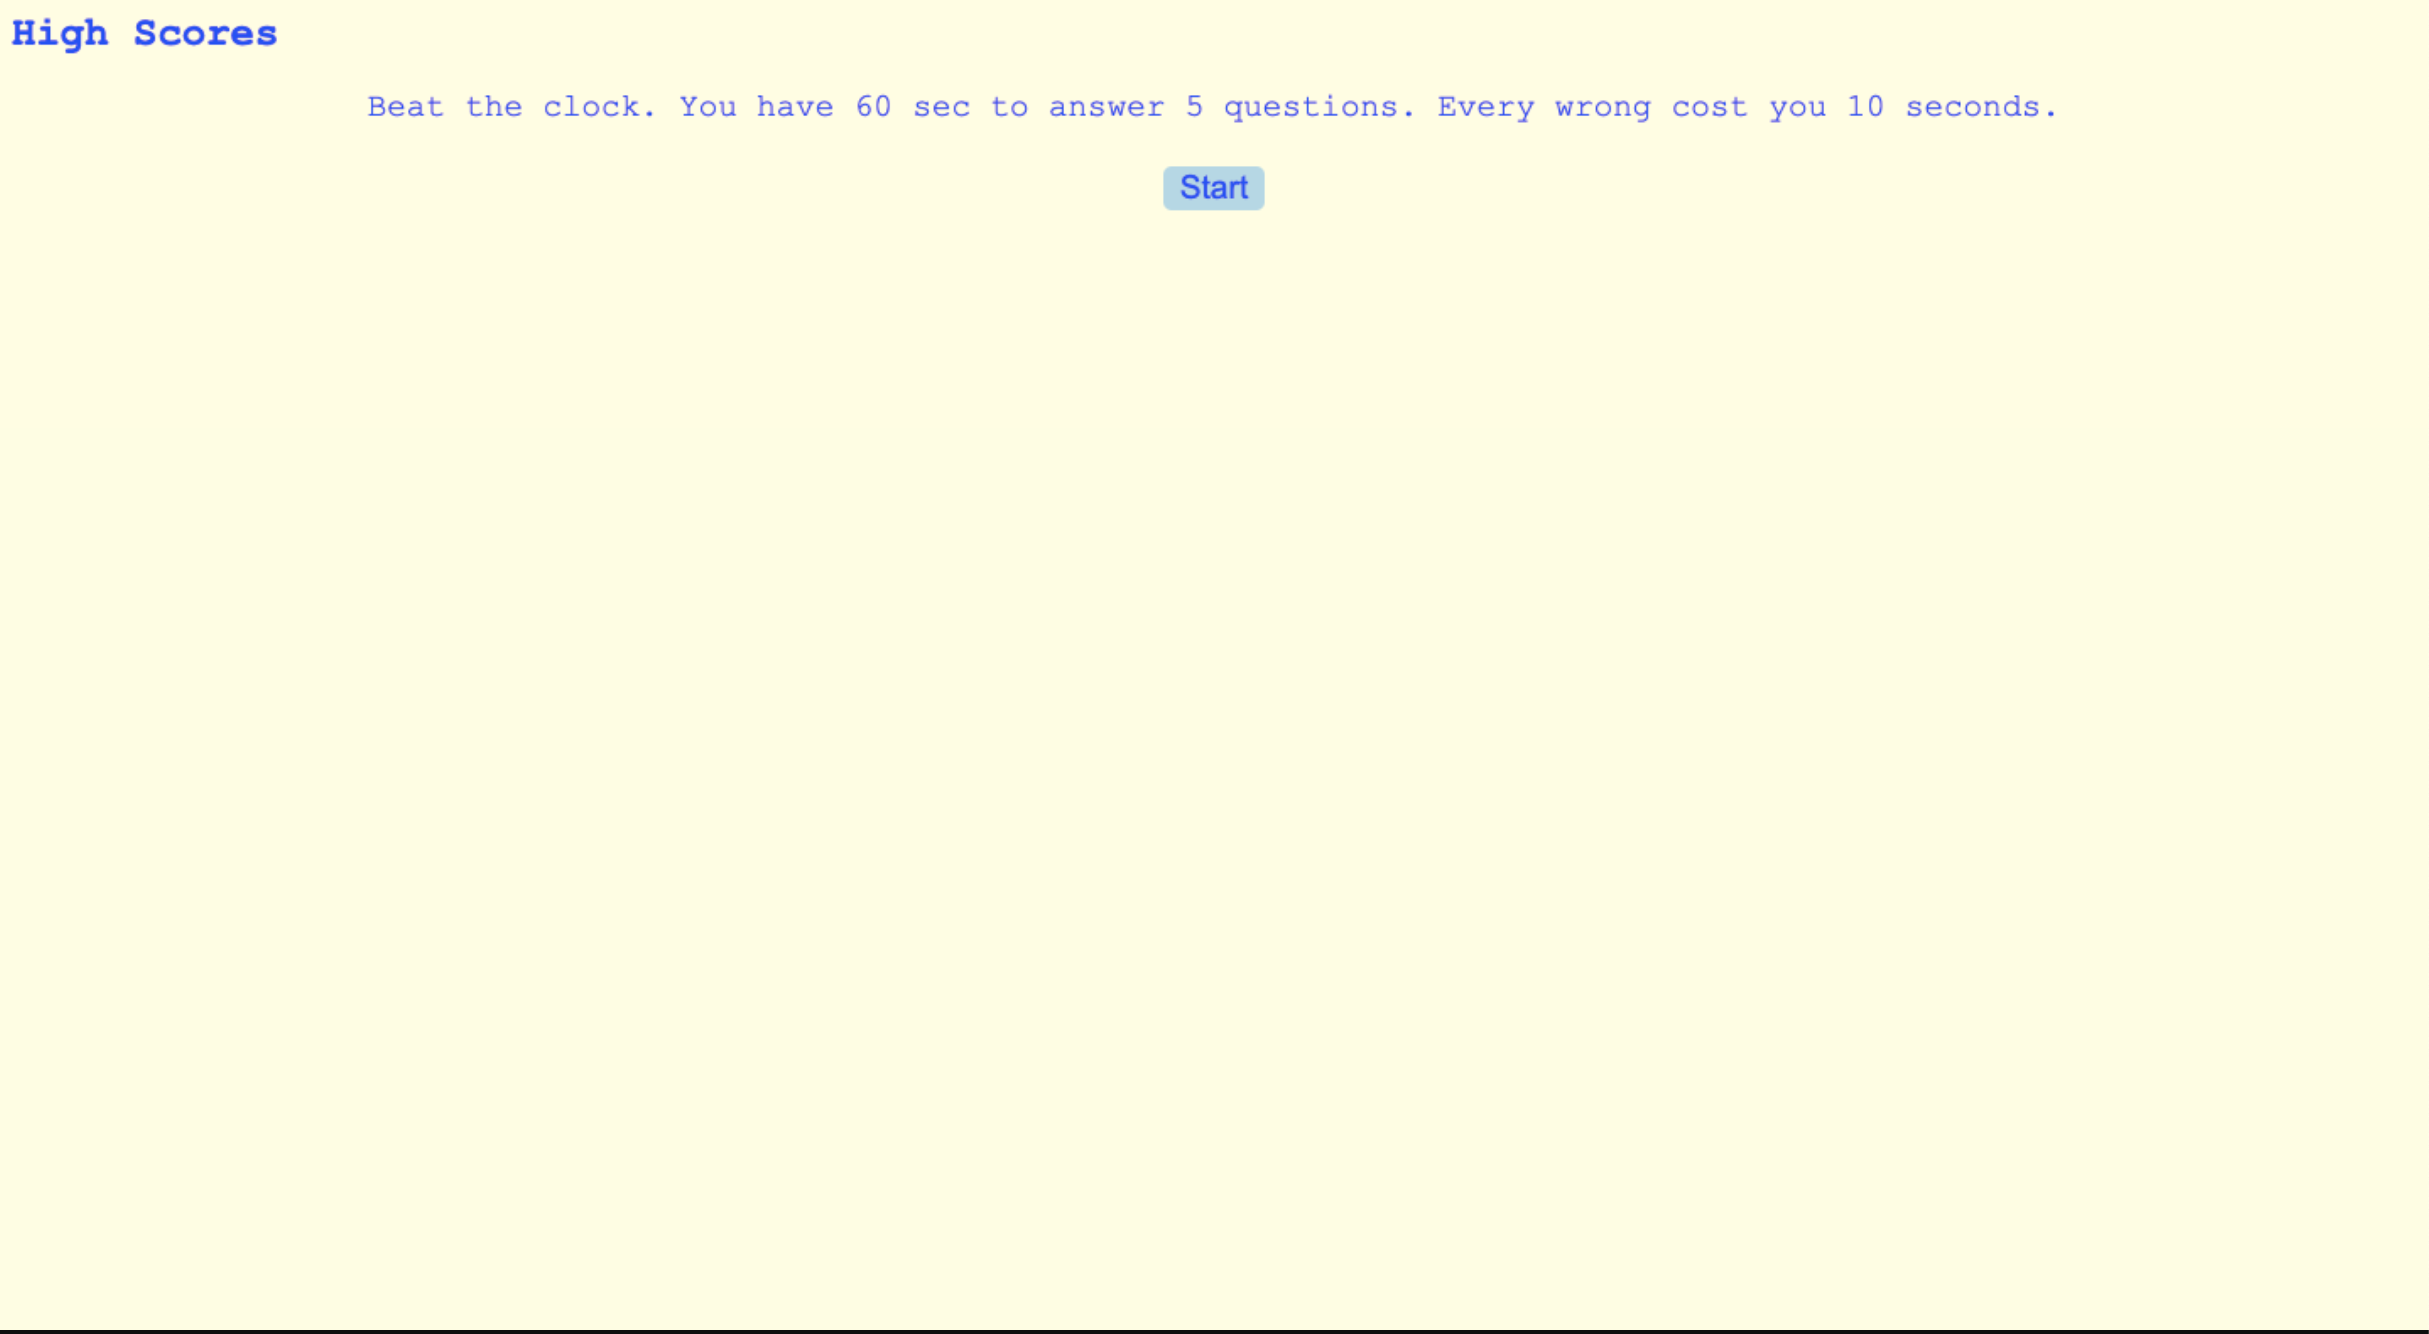 High Scores
Beat the clock. You have 60 sec to answer 5 questions. Every wrong cost you 10 seconds.
Start